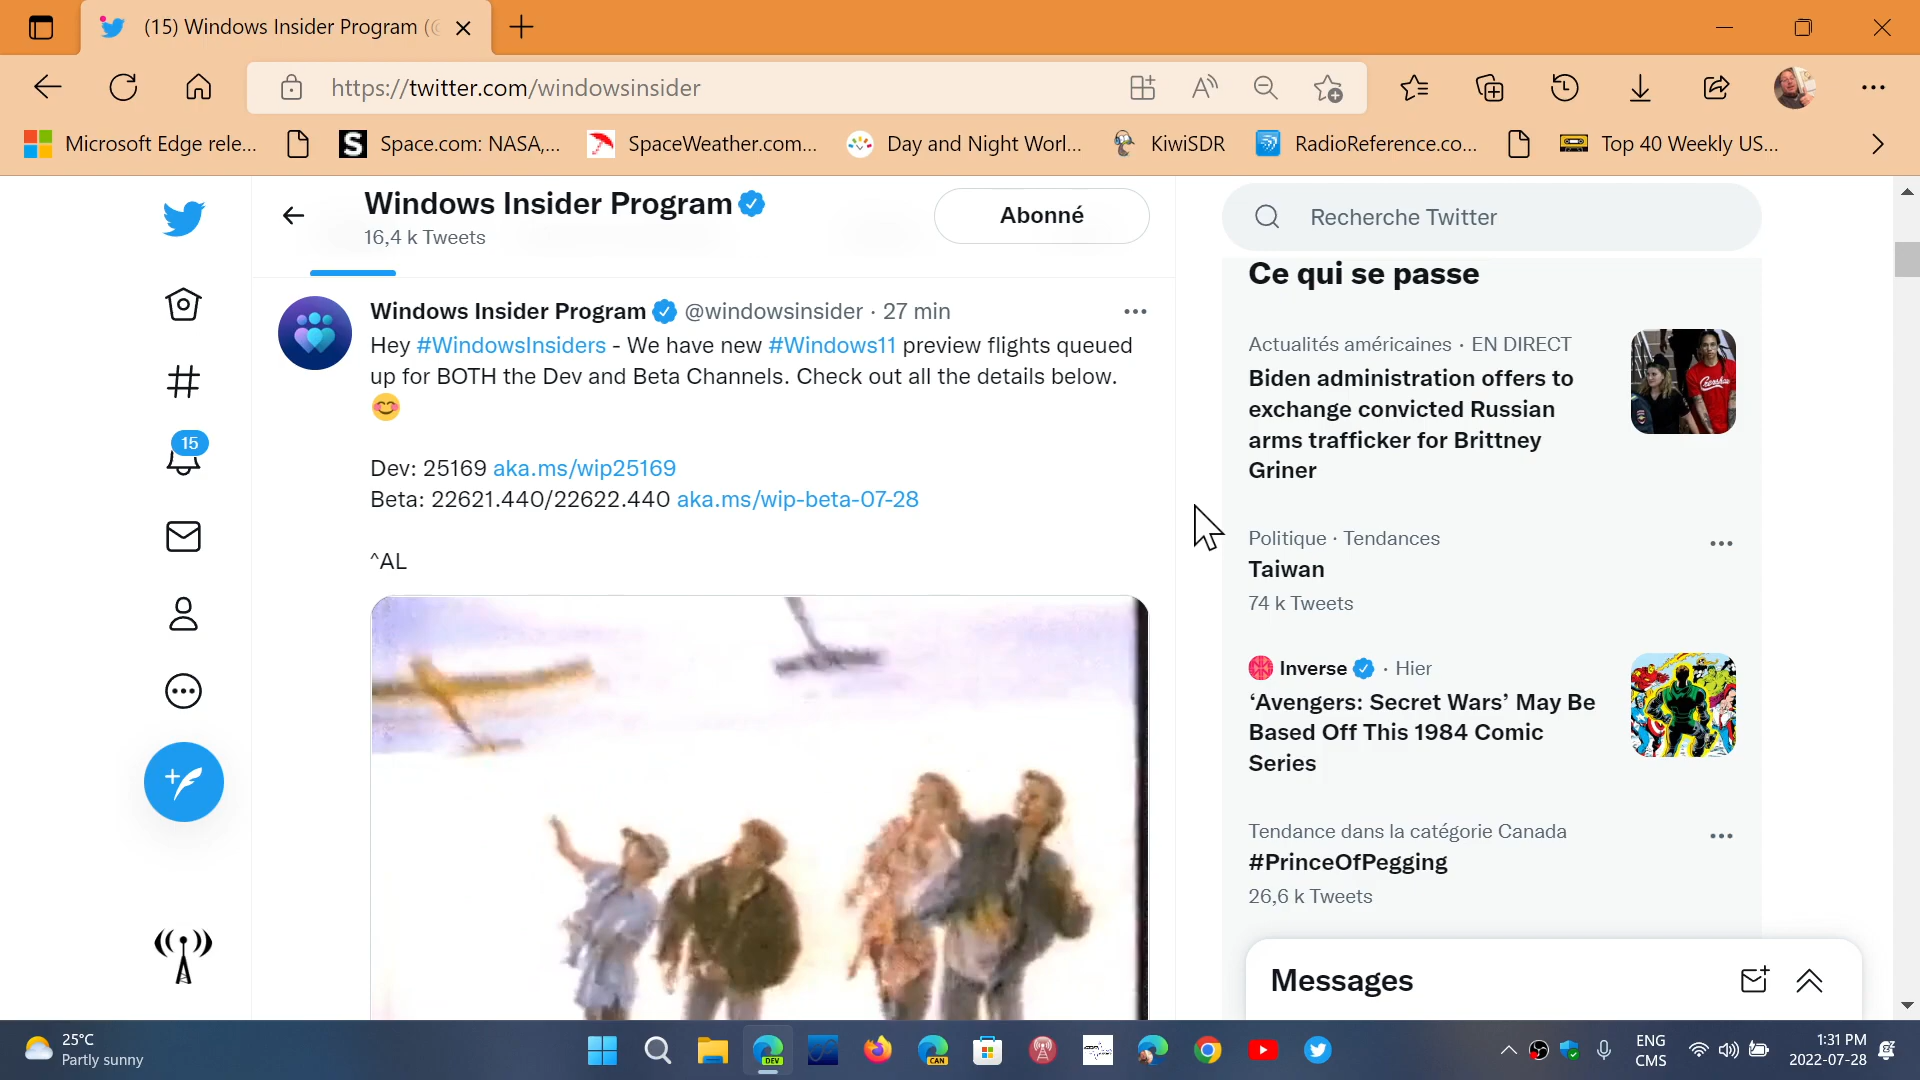 (15) Windows Insider Program (
https://twitter.com/windowsinsider
Microsoft Edge rele...
Space.com: NASA,...
SpaceWeather.com...
Day and Night Worl...
KiwiSDR
RadioReference.co...
Top 40 Weekly US...
Windows Insider Program
16,4 k Tweets
Abonné
Recherche Twitter
15
Windows Insider Program @windowsinsider · 27 min
Hey #WindowsInsiders - We have new #Windows11 preview flights queued
up for BOTH the Dev and Beta Channels. Check out all the details below.
😊
Dev: 25169 aka.ms/wip25169
Beta: 22621.440/22622.440 aka.ms/wip-beta-07-28
^AL
Ce qui se passe
Actualités américaines · EN DIRECT
Biden administration offers to
exchange convicted Russian
arms trafficker for Brittney
Griner
Politique · Tendances
Taiwan
74 k Tweets
Inverse · Hier
‘Avengers: Secret Wars’ May Be
Based Off This 1984 Comic
Series
Tendance dans la catégorie Canada
#PrinceOfPegging
26,6 k Tweets
Messages
25°C
Partly sunny
DEV
CAN
ENG
CMS
1:31 PM
2022-07-28